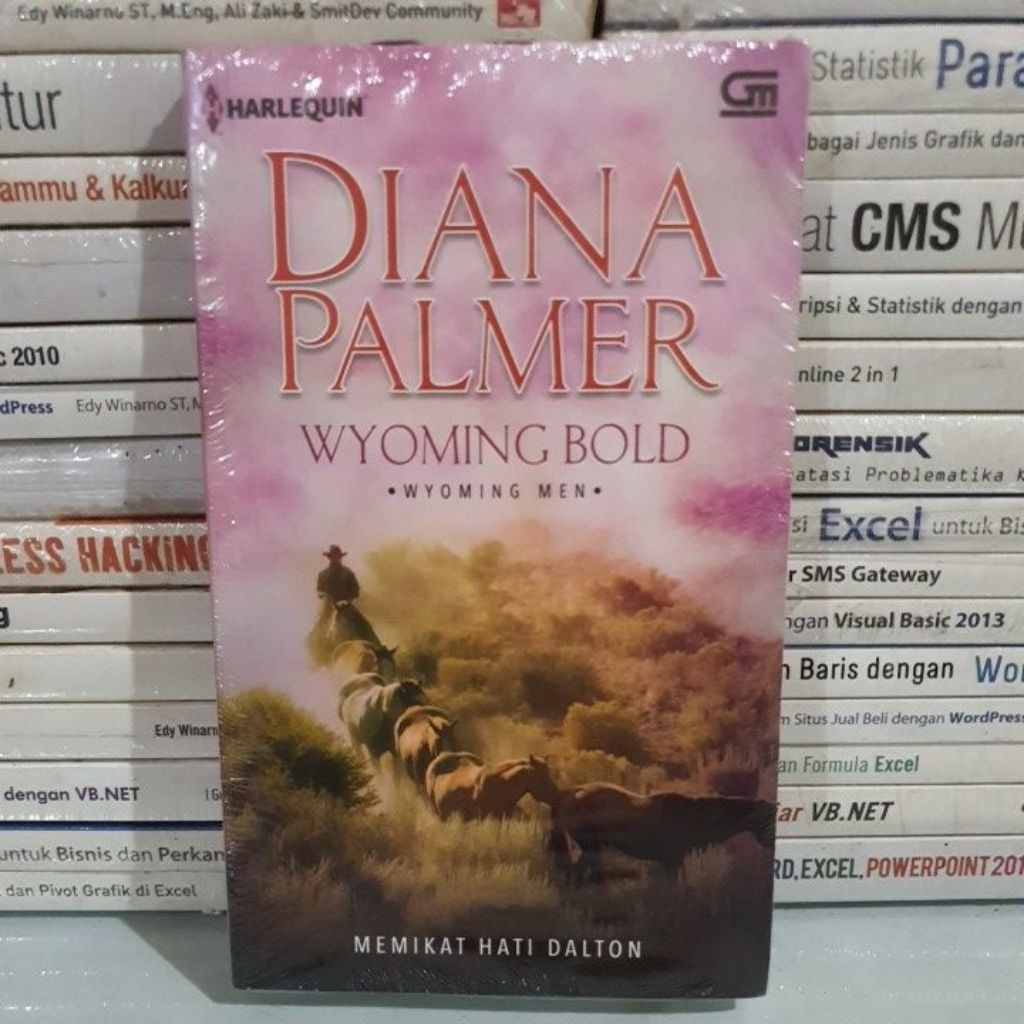 Edy Winarno ST, M.Eng, Ali Zaki & SmitDev Community
HARLEQUIN
GM
DIANA
PALMER
WYOMING BOLD
•WYOMING MEN•
MEMIKAT HATI DALTON
& Kalku
2010
Edy Winarno ST,
HACKING
Edy Winarn
dengan VB.NET
untuk Bisnis dan Perkan
dan Pivot Grafik di Excel
Statistik Para
bagai Jenis Grafik dan
at CMS
ripsi & Statistik dengan
nline 2 in 1
ORENSIK
atasi Problematika
si Excel untuk Bis
r SMS Gateway
ngan Visual Basic 2013
Baris dengan
m Situs Jual Beli dengan WordPress
an Formula Excel
ar VB.NET
RD, EXCEL, POWERPOINT 201